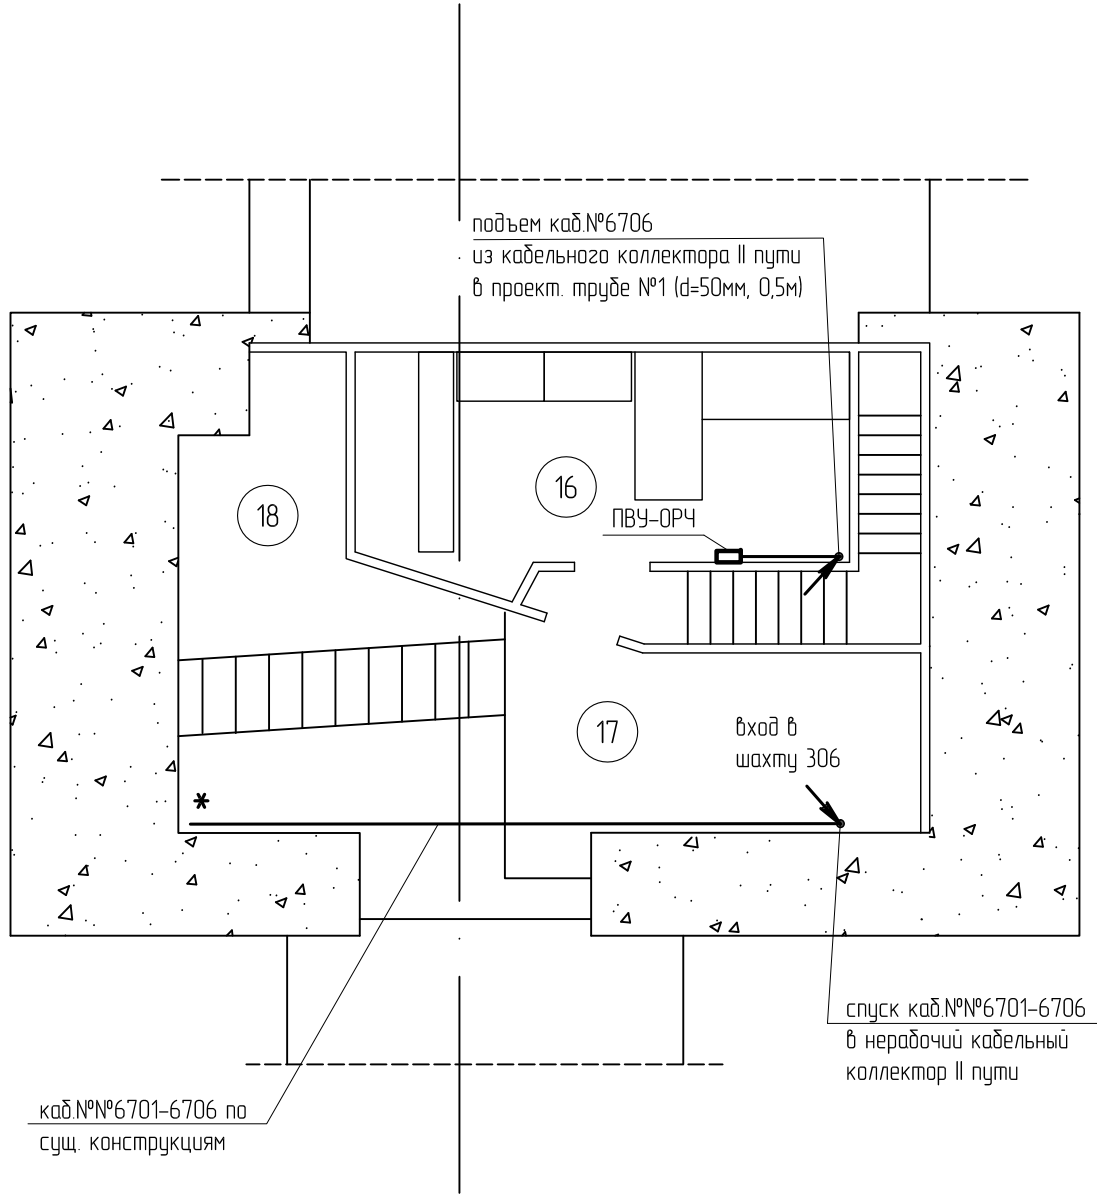 подъем каб.№6706
из кабельного коллектора II пути
в проект. трубе №1 (d=50мм, 0,5м)
16
18
ПВУ-ОРЧ
17
вход в
шахту 306
*
спуск каб.№№6701-6706
в нерабочий кабельный
коллектор II пути
каб.№№6701-6706 по
сущ. конструкциям